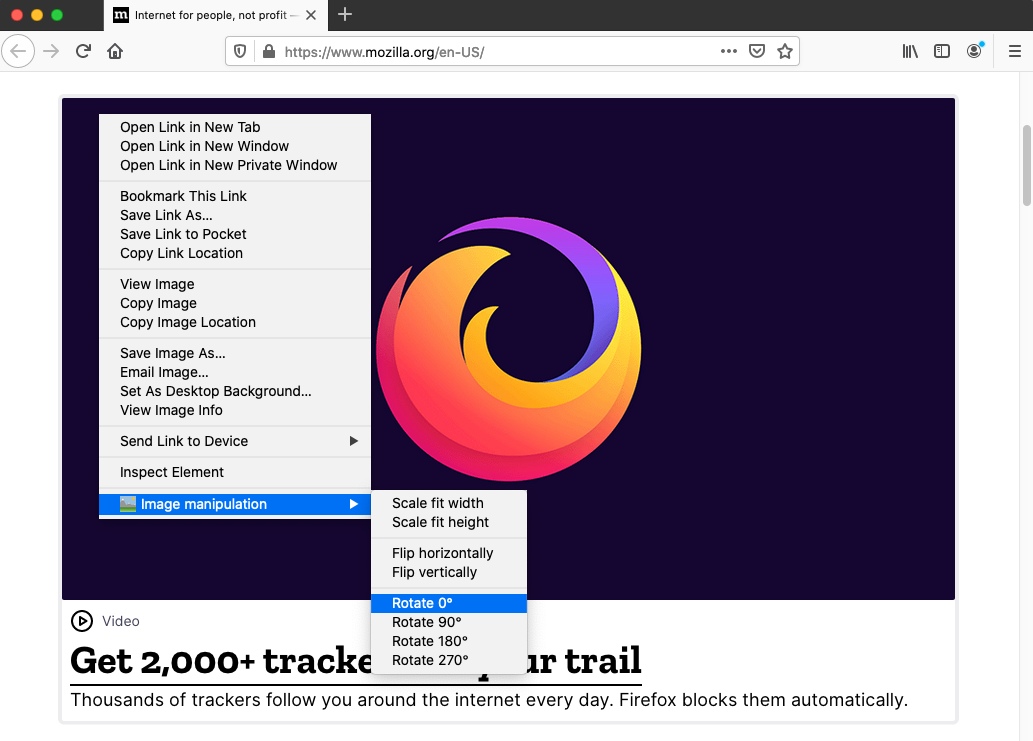 m Internet for people, not profit —
https://www.mozilla.org/en-US/
Open Link in New Tab
Open Link in New Window
Open Link in New Private Window
Bookmark This Link
Save Link As...
Save Link to Pocket
Copy Link Location
View Image
Copy Image
Copy Image Location
Save Image As...
Email Image...
Set As Desktop Background...
View Image Info
Send Link to Device
Inspect Element
Image manipulation
Scale fit width
Scale fit height
Flip horizontally
Flip vertically
Rotate 0°
Rotate 90°
Rotate 180°
Rotate 270°
Video
Get 2,000+ trail
Thousands of trackers follow you around the internet every day. Firefox blocks them automatically.